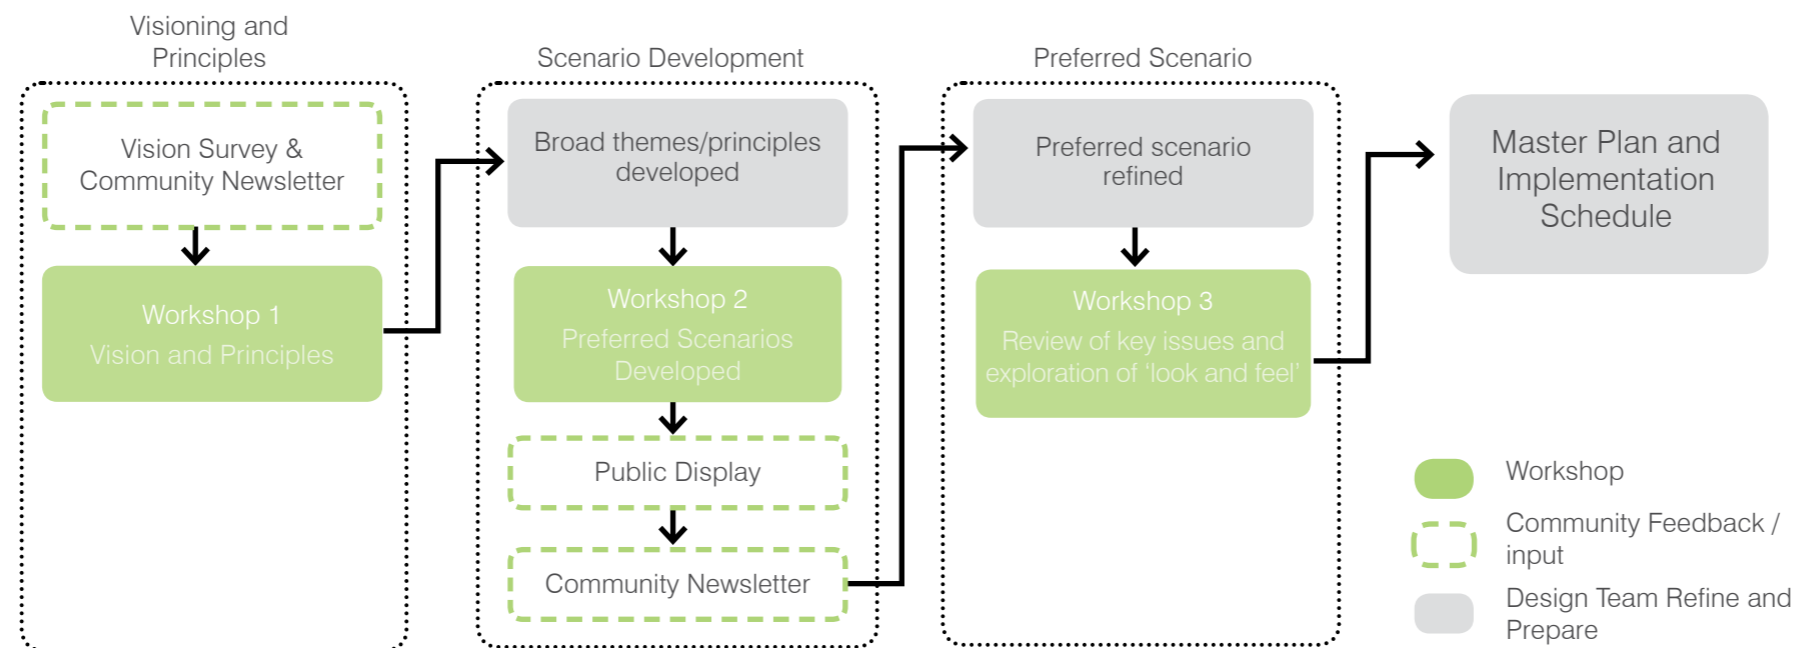 Visioning and
Principles
Vision Survey &
Community Newsletter
Workshop 1
Vision and Principles
Scenario Development
Broad themes/principles
developed
Workshop 2
Preferred Scenarios
Developed
Public Display
Community Newsletter
Preferred Scenario
Preferred scenario
refined
Workshop 3
Review of key issues and
exploration of ‘look and feel’
Master Plan and
Implementation
Schedule
Workshop
Community Feedback /
input
Design Team Refine and
Prepare